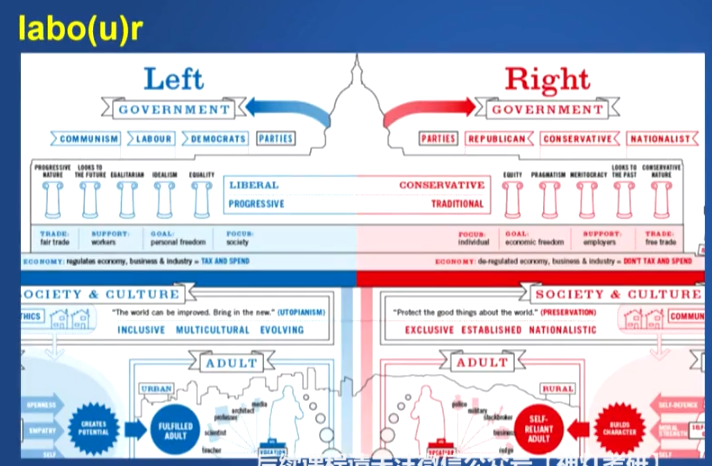 labo(u)r
Left
Right
GOVERNMENT
GOVERNMENT
COMMUNISM LABOUR DEMOCRATS PARTIES
PARTIES REPUBLICAN CONSERVATIVE NATIONALIST
PROGRESSIVE NATURE
LOOKS TO THE FUTURE
EGALITARIAN
IDEALISM
EQUALITY
LIBERAL
PROGRESSIVE
CONSERVATIVE
TRADITIONAL
EQUITY
PRAGMATISM
MERITOCRACY
LOOKS TO THE PAST
CONSERVATIVE NATURE
TRADE:
fair trade
SUPPORT:
workers
GOAL:
personal freedom
FOCUS:
society
FOCUS:
individual
GOAL:
economic freedom
SUPPORT:
employers
TRADE:
free trade
ECONOMY: regulates economy, business & industry = TAX AND SPEND
ECONOMY: de-regulated economy, business & industry = DON'T TAX AND SPEND
OCIETY & CULTURE
SOCIETY & CULTURE
HICS
"The world can be improved. Bring in the new." (UTOPIANISM)
INCLUSIVE MULTICULTURAL EVOLVING
"Protect the good things about the world." (PRESERVATION)
EXCLUSIVE ESTABLISHED NATIONALISTIC
COMMUN
ADULT
ADULT
URBAN
RURAL
OPENNESS
EMPATHY
SELF
CREATES POTENTIAL
FULFILLED ADULT
media
architect
professor
scientist
teacher
police
military
stockbroker
business
judge
SELF-RELIANT ADULT
BUILDS CHARACTER
SELF-DEFENCE
MORAL STRENGTH
SELF